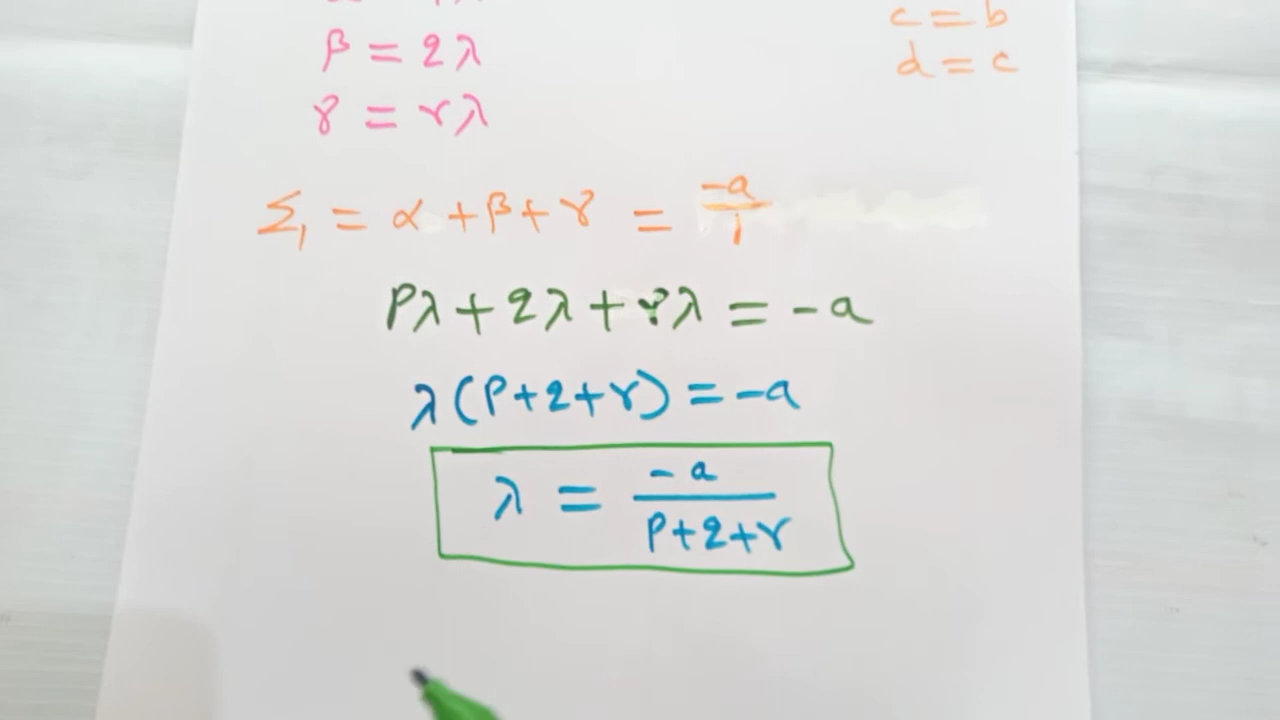 β = 2λ
γ = rλ
c = b
d = c
Σ₁ = α + β + γ = -a/1
Pλ + 2λ + rλ = -a
λ(P+2+r) = -a
λ = -a/(P+2+r)